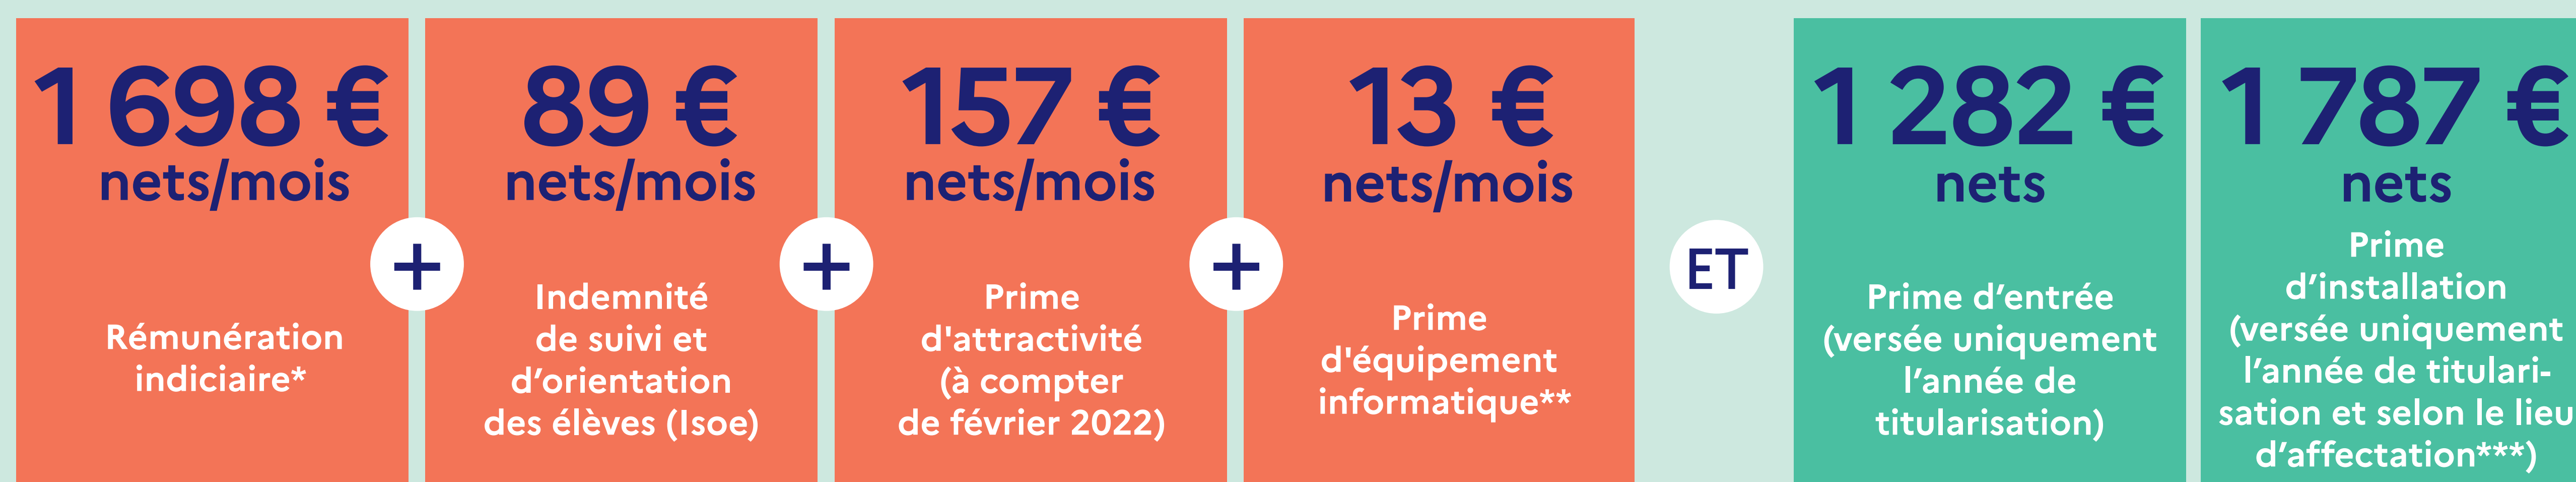 1 698 €
nets/mois
Rémunération
indiciaire*
+
89 €
nets/mois
Indemnité
de suivi et
d’orientation
des élèves (Isoe)
+
157 €
nets/mois
Prime
d'attractivité
(à compter
de février 2022)
+
13 €
nets/mois
Prime
d'équipement
informatique**
ET
1 282 €
nets
Prime d’entrée
(versée uniquement
l’année de
titularisation)
1 787 €
nets
Prime
d’installation
(versée uniquement
l’année de titulari-
sation et selon le lieu
d’affectation***)